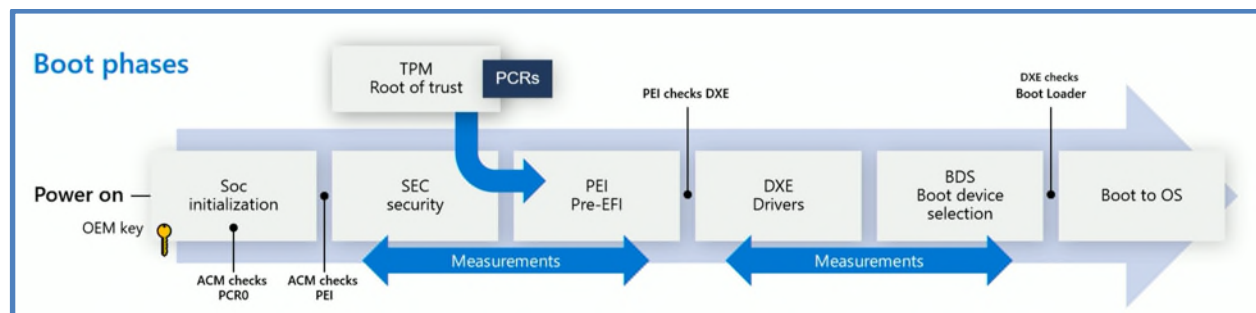 Boot phases
TPM
Root of trust
PCRs
PEI checks DXE
DXE checks
Boot Loader
Power on
OEM key
Soc
initialization
SEC
security
PEI
Pre-EFI
DXE
Drivers
BDS
Boot device
selection
Boot to OS
Measurements
Measurements
ACM checks
PCR0
ACM checks
PEI